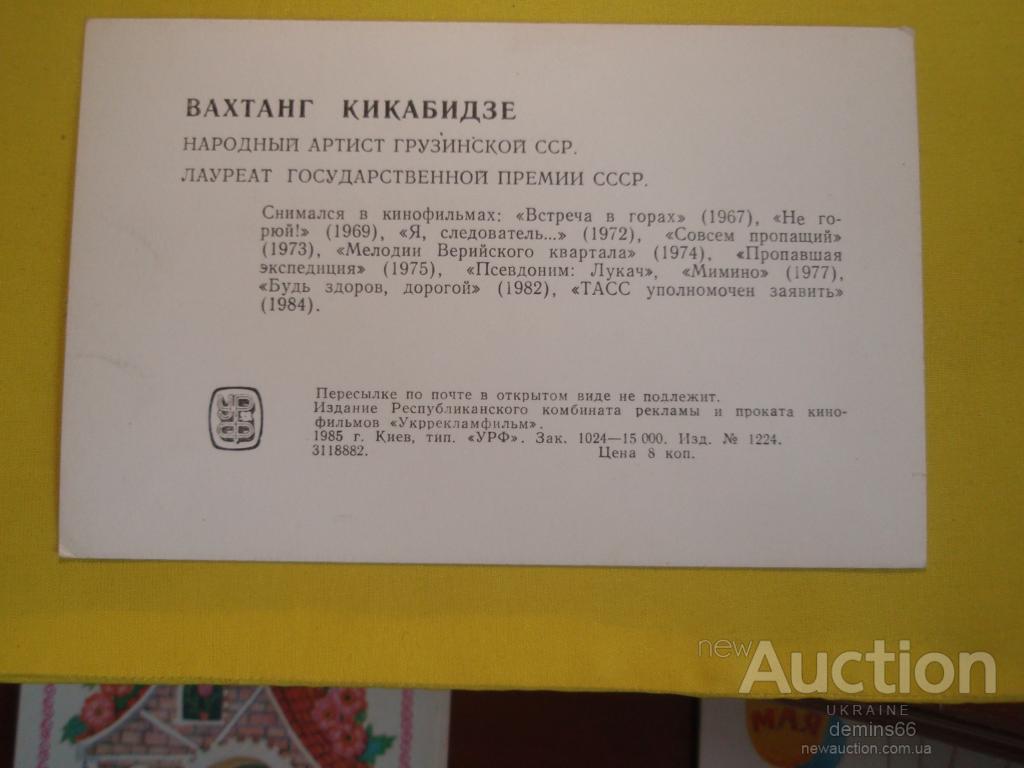 ВАХТАНГ КИКАБИДЗЕ
НАРОДНЫЙ АРТИСТ ГРУЗИНСКОЙ ССР.
ЛАУРЕАТ ГОСУДАРСТВЕННОЙ ПРЕМИИ СССР.
Снимался в кинофильмах: «Встреча в горах» (1967), «Не го-
рюй!» (1969), «Я, следователь...» (1972), «Совсем пропащий»
(1973), «Мелодии Верийского квартала» (1974), «Пропавшая
экспедиция» (1975), «Псевдоним: Лукач», «Мимино» (1977),
«Будь здоров, дорогой» (1982), «ТАСС уполномочен заявить»
(1984).
Пересылке по почте в открытом виде не подлежит.
Издание Республиканского комбината рекламы и проката кино-
фильмов «Укррекламфильм».
1985 г. Киев, тип. «УРФ». Зак. 1024—15 000. Изд. № 1224.
3118882. Цена 8 коп.
new Auction
UKRAINE
МАЯ
demins66
newauction.com.ua